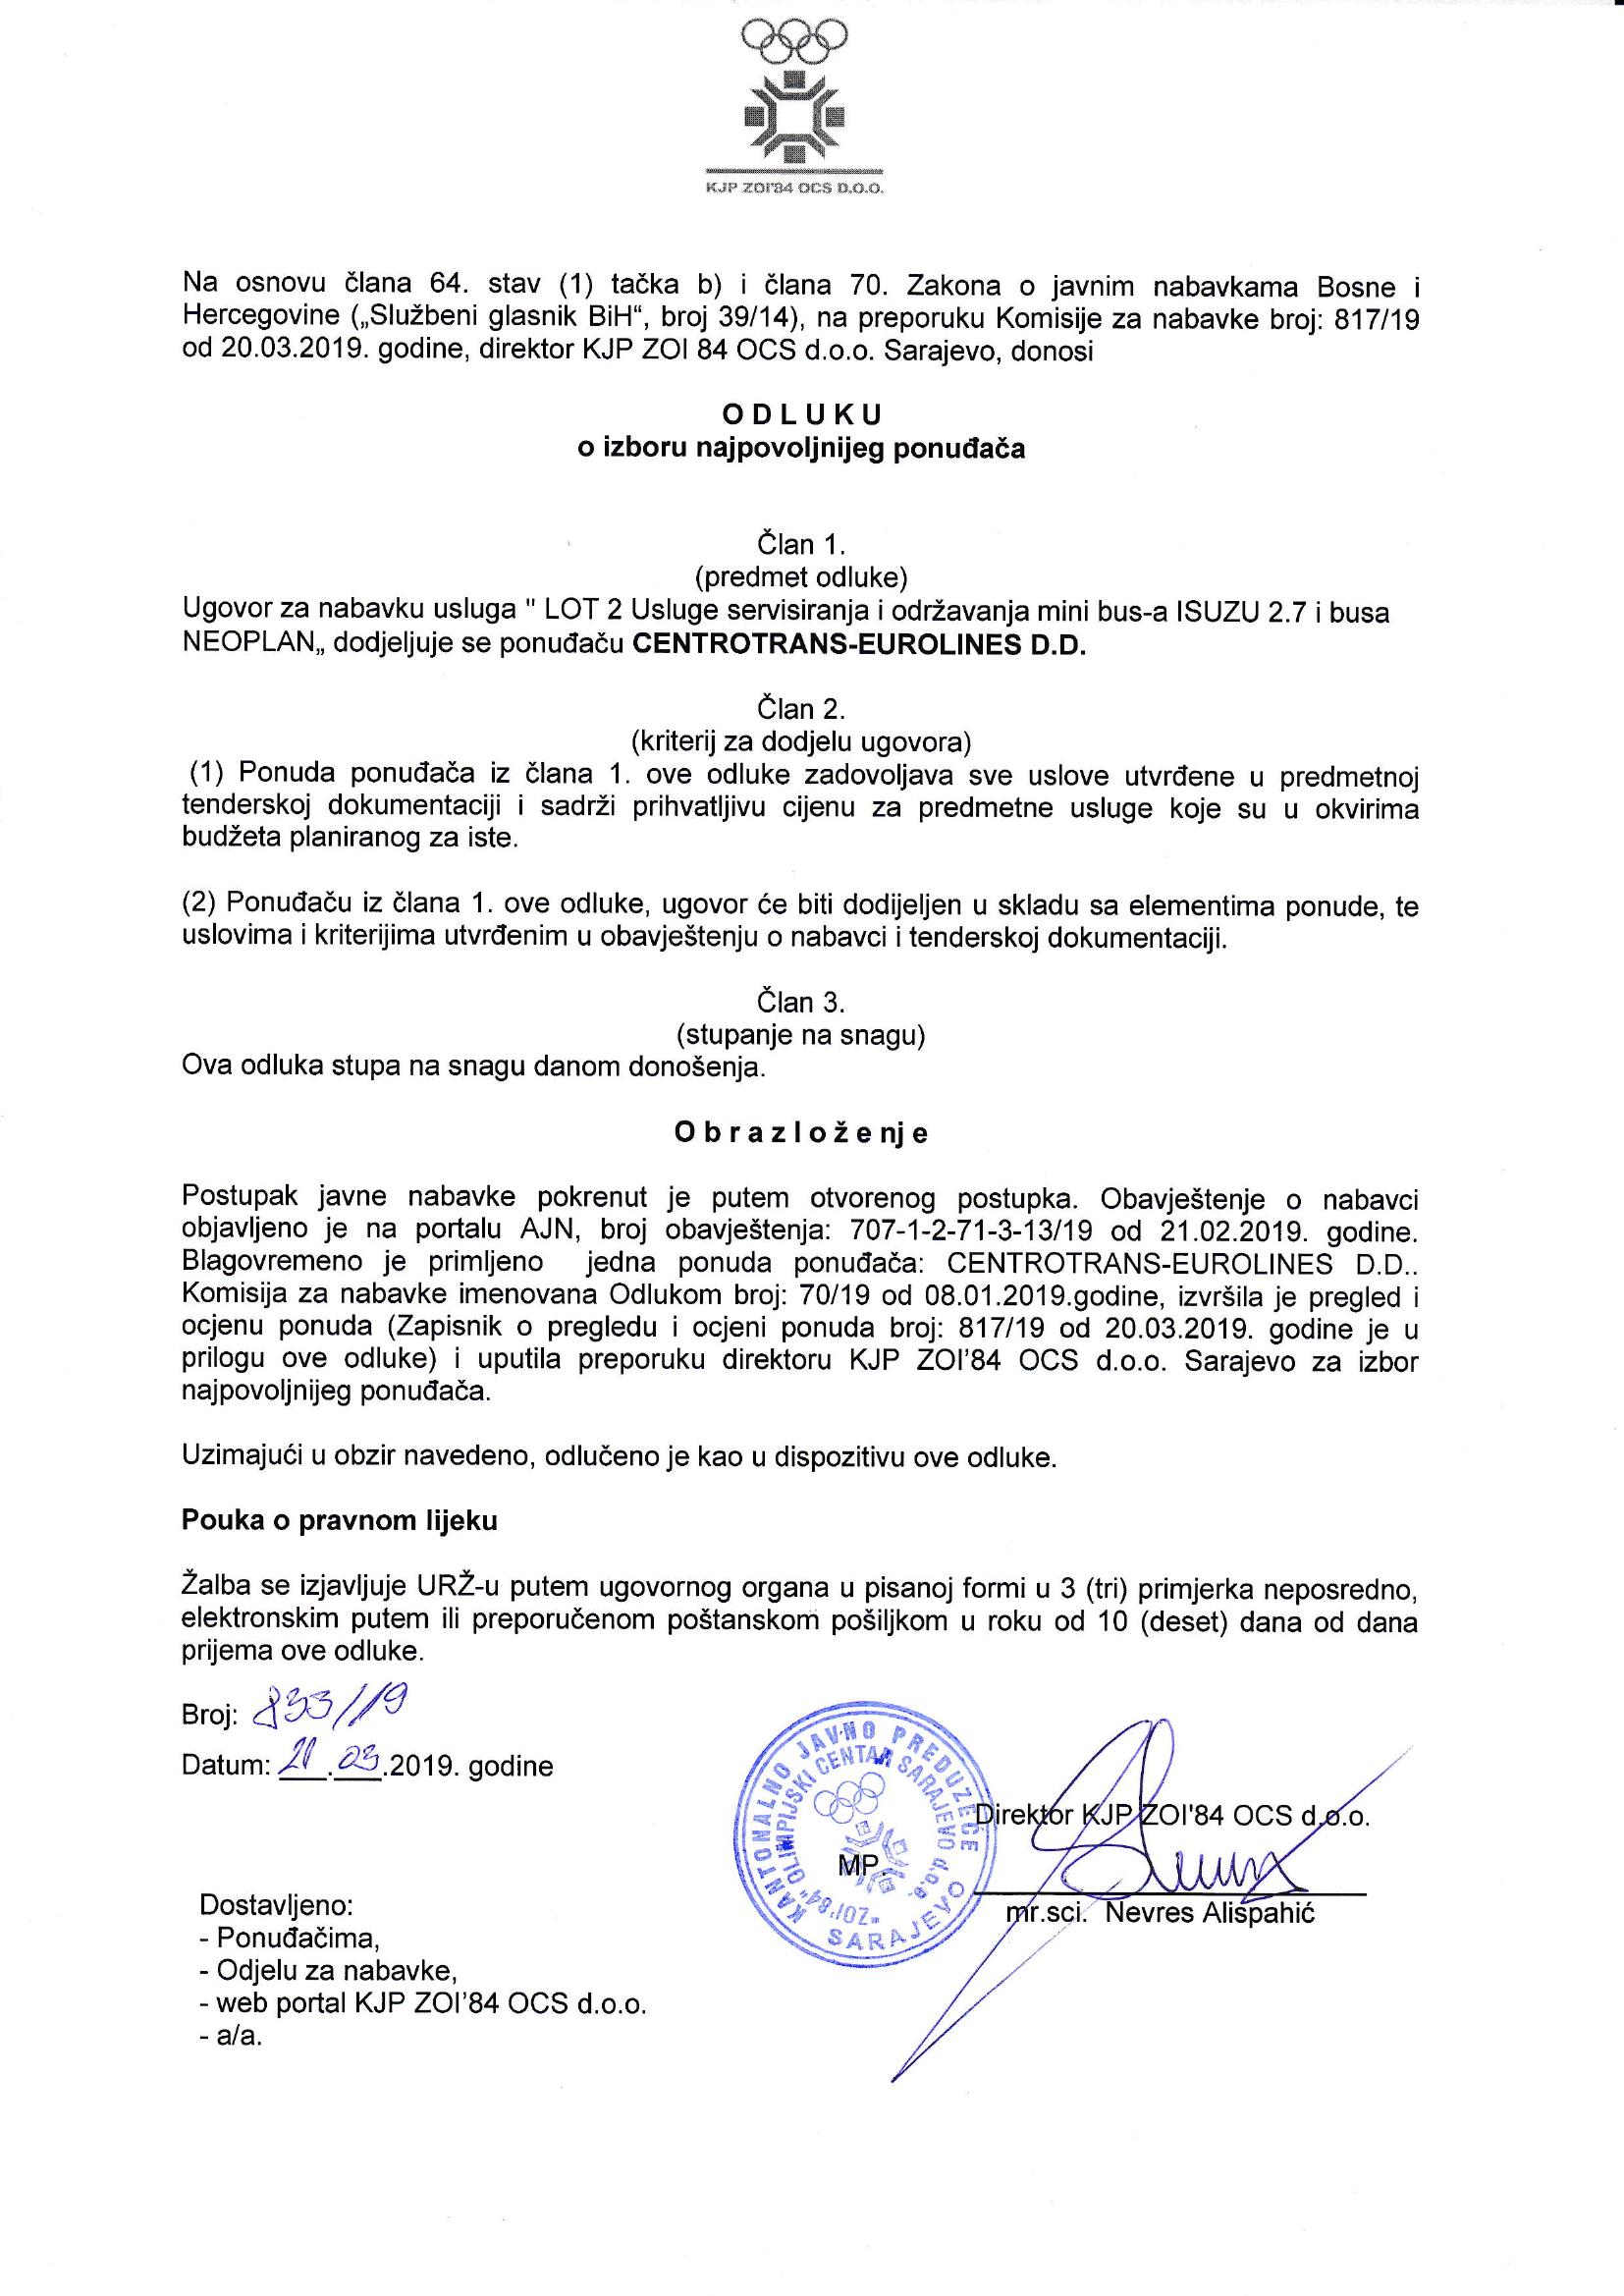 KJP ZOI'84 OCS D.O.O.
Na osnovu člana 64. stav (1) tačka b) i člana 70. Zakona o javnim nabavkama Bosne i
Hercegovine („Službeni glasnik BiH“, broj 39/14), na preporuku Komisije za nabavke broj: 817/19
od 20.03.2019. godine, direktor KJP ZOI 84 OCS d.o.o. Sarajevo, donosi
O D L U K U
o izboru najpovoljnijeg ponuđača
Član 1.
(predmet odluke)
Ugovor za nabavku usluga " LOT 2 Usluge servisiranja i održavanja mini bus-a ISUZU 2.7 i busa
NEOPLAN„ dodjeljuje se ponuđaču CENTROTRANS-EUROLINES D.D.
Član 2.
(kriterij za dodjelu ugovora)
(1) Ponuda ponuđača iz člana 1. ove odluke zadovoljava sve uslove utvrđene u predmetnoj
tenderskoj dokumentaciji i sadrži prihvatljivu cijenu za predmetne usluge koje su u okvirima
budžeta planiranog za iste.
(2) Ponuđaču iz člana 1. ove odluke, ugovor će biti dodijeljen u skladu sa elementima ponude, te
uslovima i kriterijima utvrđenim u obavještenju o nabavci i tenderskoj dokumentaciji.
Član 3.
(stupanje na snagu)
Ova odluka stupa na snagu danom donošenja.
O b r a z l o ž e nj e
Postupak javne nabavke pokrenut je putem otvorenog postupka. Obavještenje o nabavci
objavljeno je na portalu AJN, broj obavještenja: 707-1-2-71-3-13/19 od 21.02.2019. godine.
Blagovremeno je primljeno jedna ponuda ponuđača: CENTROTRANS-EUROLINES D.D..
Komisija za nabavke imenovana Odlukom broj: 70/19 od 08.01.2019.godine, izvršila je pregled i
ocjenu ponuda (Zapisnik o pregledu i ocjeni ponuda broj: 817/19 od 20.03.2019. godine je u
prilogu ove odluke) i uputila preporuku direktoru KJP ZOI’84 OCS d.o.o. Sarajevo za izbor
najpovoljnijeg ponuđača.
Uzimajući u obzir navedeno, odlučeno je kao u dispozitivu ove odluke.
Pouka o pravnom lijeku
Žalba se izjavljuje URŽ-u putem ugovornog organa u pisanoj formi u 3 (tri) primjerka neposredno,
elektronskim putem ili preporučenom poštanskom pošiljkom u roku od 10 (deset) dana od dana
prijema ove odluke.
Broj: 833/19
Datum: 21.03.2019. godine
KANTONALNO JAVNO PREDUZEĆE
"ZOI'84" OLIMPIJSKI CENTAR SARAJEVO d.o.o.
SARAJEVO
Direktor KJP ZOI'84 OCS d.o.o.
MP.
mr.sci. Nevres Alispahić
Dostavljeno:
- Ponuđačima,
- Odjelu za nabavke,
- web portal KJP ZOI’84 OCS d.o.o.
- a/a.